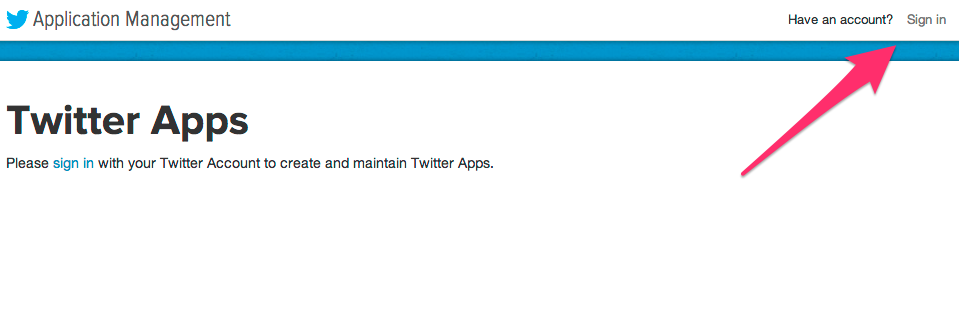 Application Management
Have an account? Sign in
Twitter Apps
Please sign in with your Twitter Account to create and maintain Twitter Apps.